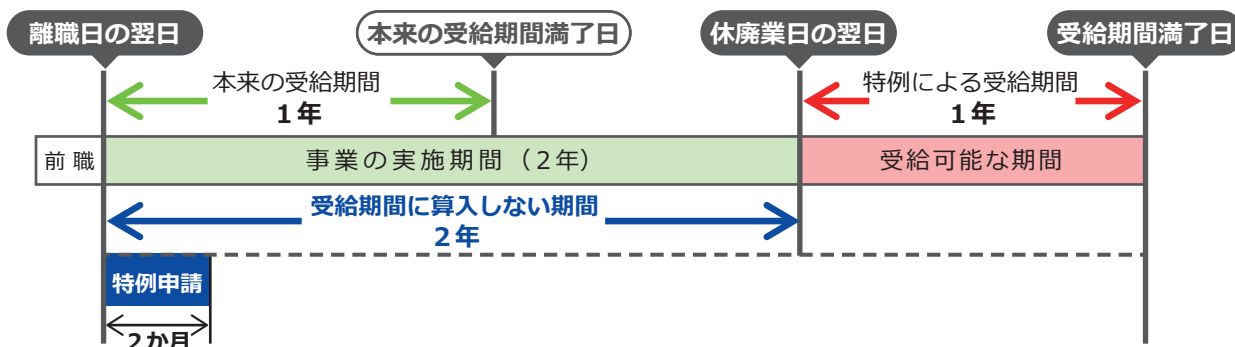 離職日の翌日
本来の受給期間満了日
休廃業日の翌日
受給期間満了日
本来の受給期間
1年
特例による受給期間
1年
前職
事業の実施期間（2年）
受給可能な期間
受給期間に算入しない期間
2年
特例申請
2か月